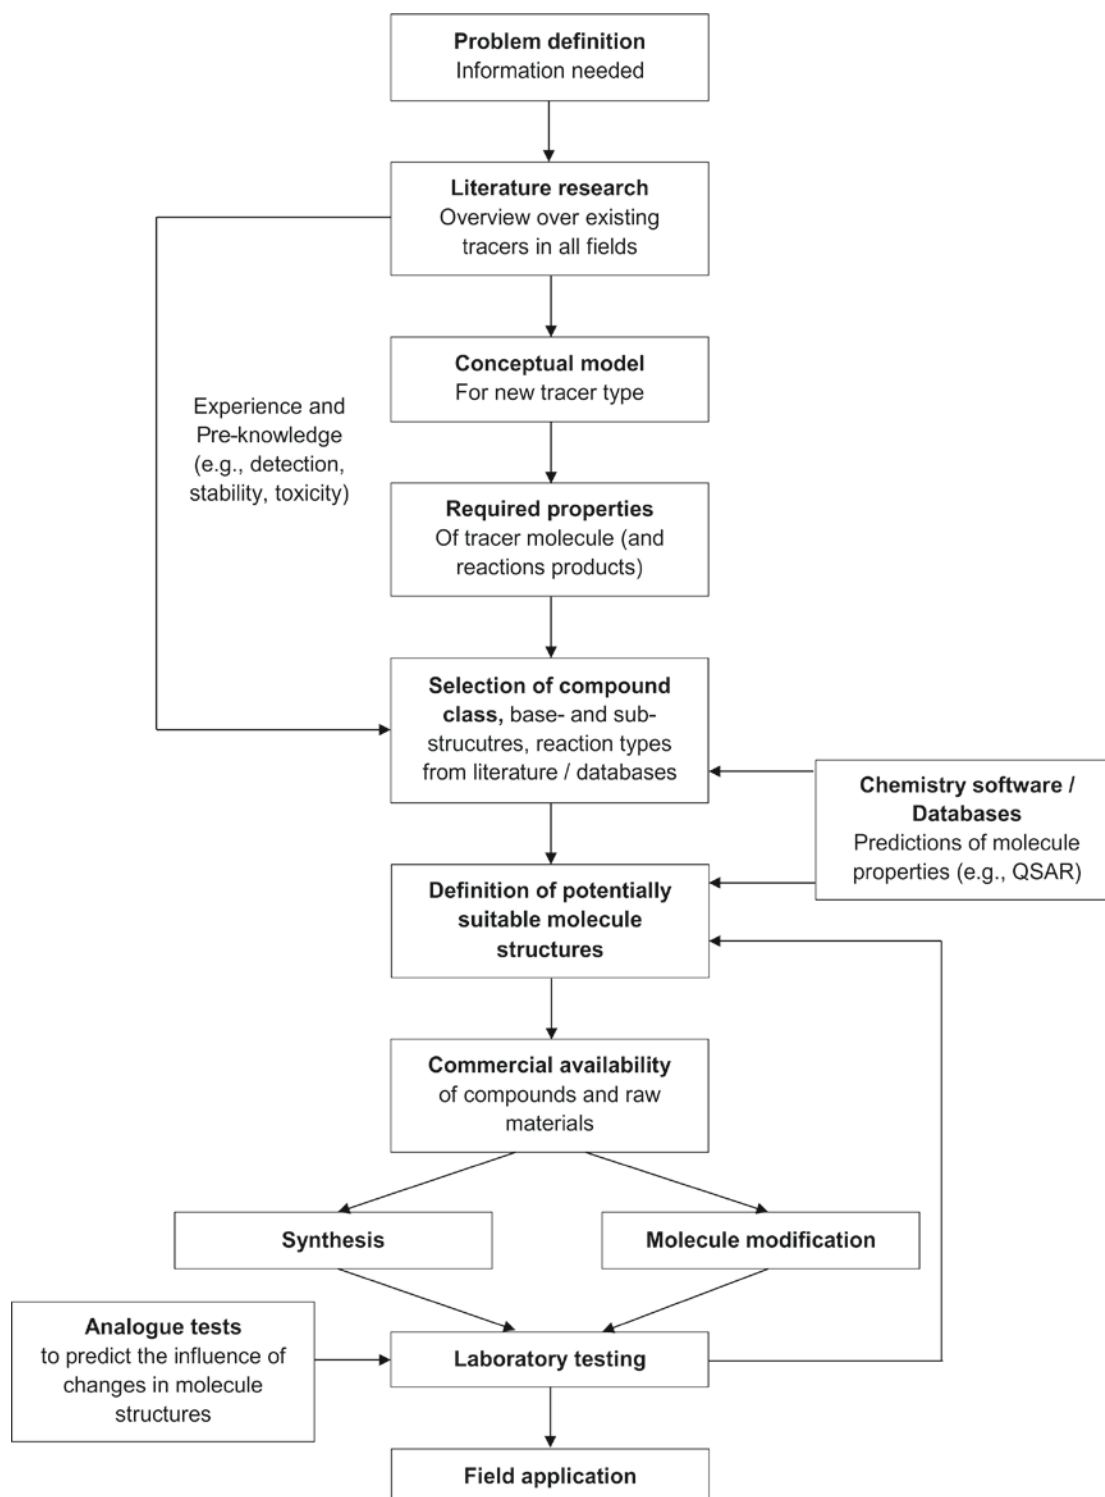 Problem definition
Information needed
Literature research
Overview over existing
tracers in all fields
Conceptual model
For new tracer type
Experience and
Pre-knowledge
(e.g., detection,
stability, toxicity)
Required properties
Of tracer molecule (and
reactions products)
Selection of compound
class, base- and sub-
strucutres, reaction types
from literature / databases
Chemistry software /
Databases
Predictions of molecule
properties (e.g., QSAR)
Definition of potentially
suitable molecule
structures
Commercial availability
of compounds and raw
materials
Synthesis
Molecule modification
Analogue tests
to predict the influence of
changes in molecule
structures
Laboratory testing
Field application